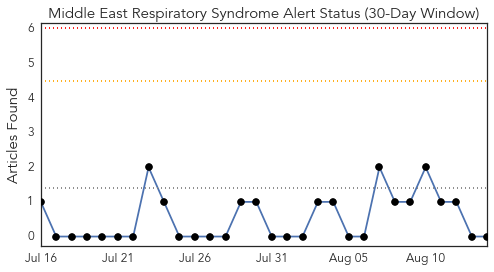 Middle East Respiratory Syndrome Alert Status (30-Day Window)
Articles Found
6
5
4
3
2
1
0
Jul 16
Jul 21
Jul 26
Jul 31
Aug 05
Aug 10